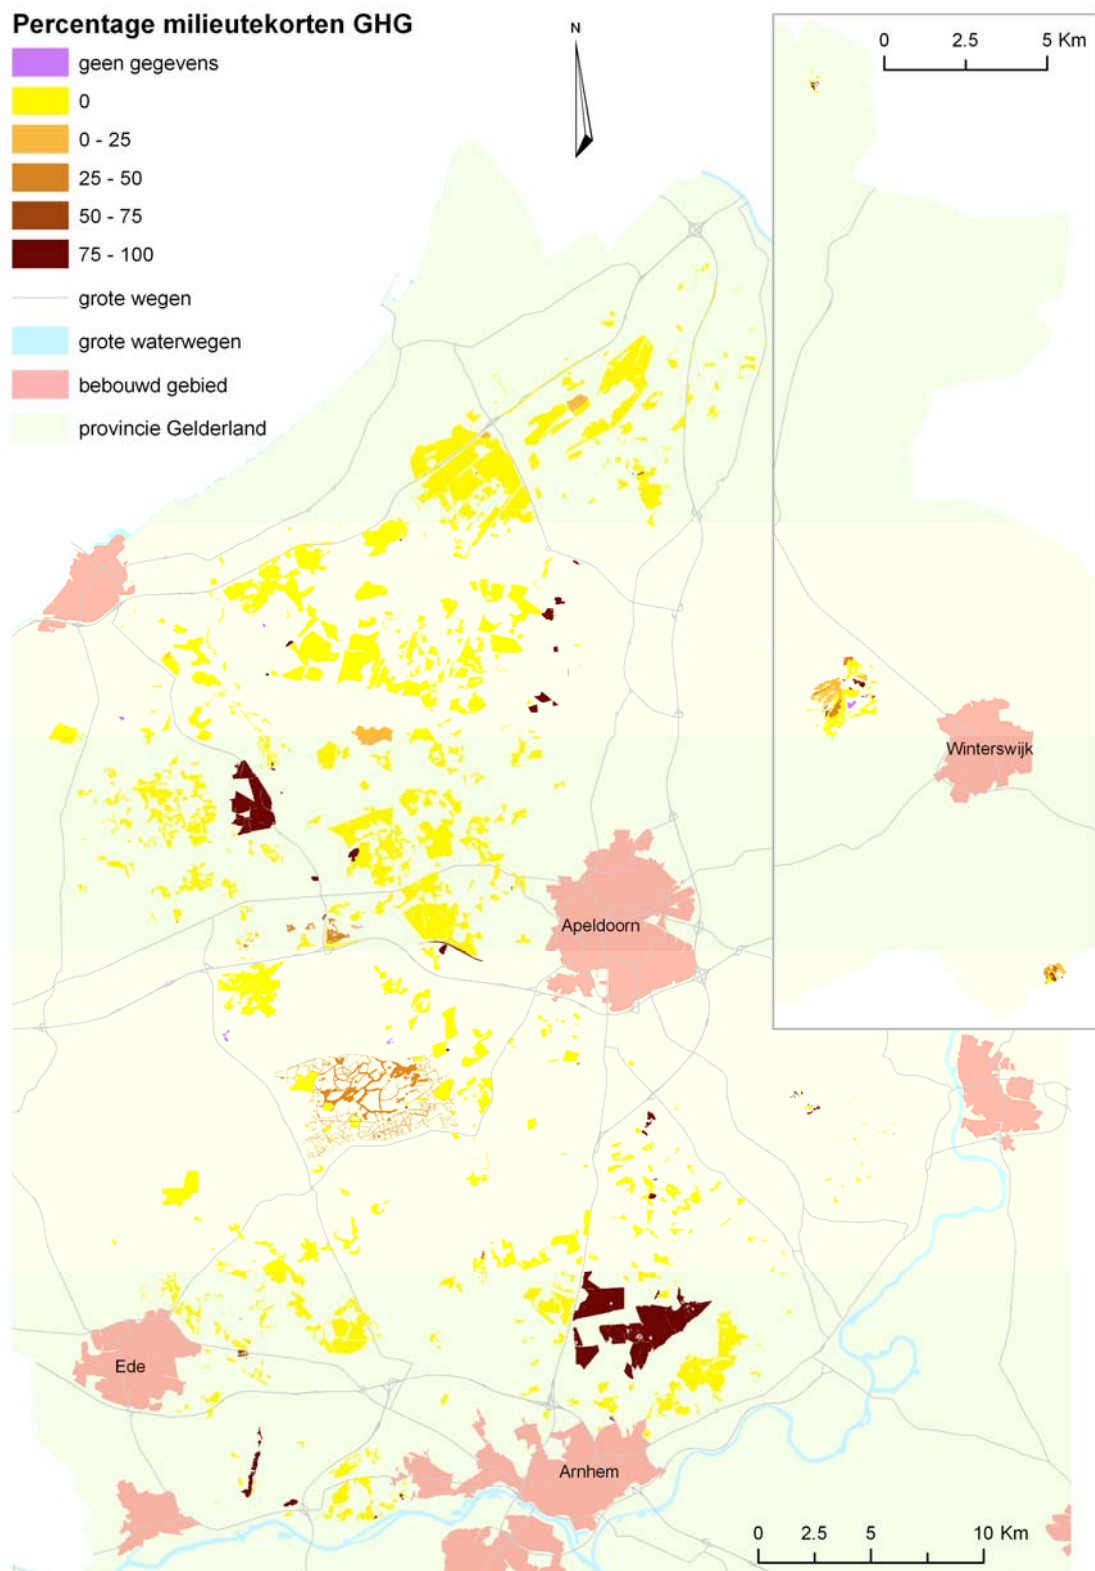 Percentage milieutekorten GHG
geen gegevens
0
0 - 25
25 - 50
50 - 75
75 - 100
grote wegen
grote waterwegen
bebouwd gebied
provincie Gelderland
N
0 2.5 5 Km
Winterswijk
Apeldoorn
Ede
Arnhem
0 2.5 5 10 Km